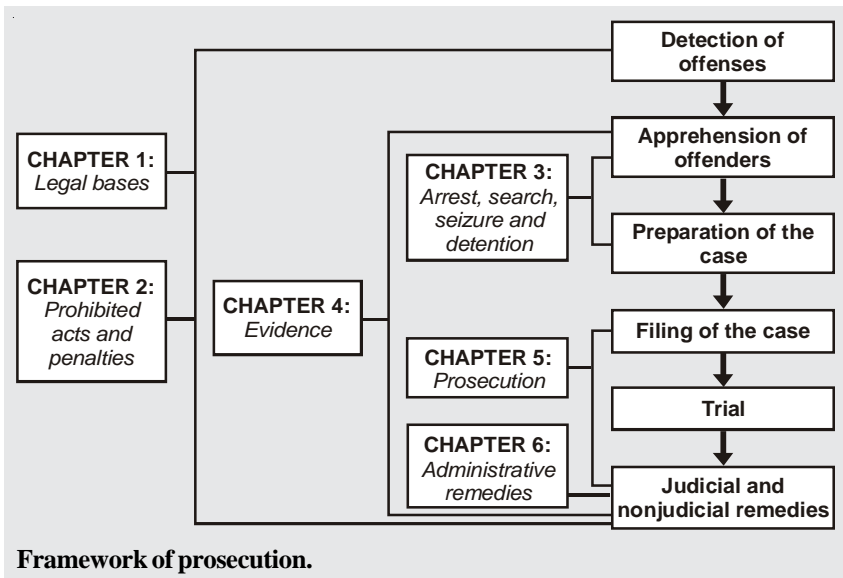 Detection of
offenses
Apprehension of
offenders
CHAPTER 1:
Legal bases
CHAPTER 3:
Arrest, search,
seizure and
detention
Preparation of the
case
CHAPTER 2:
Prohibited
acts and
penalties
CHAPTER 4:
Evidence
Filing of the case
CHAPTER 5:
Prosecution
Trial
CHAPTER 6:
Administrative
remedies
Judicial and
nonjudicial remedies
Framework of prosecution.